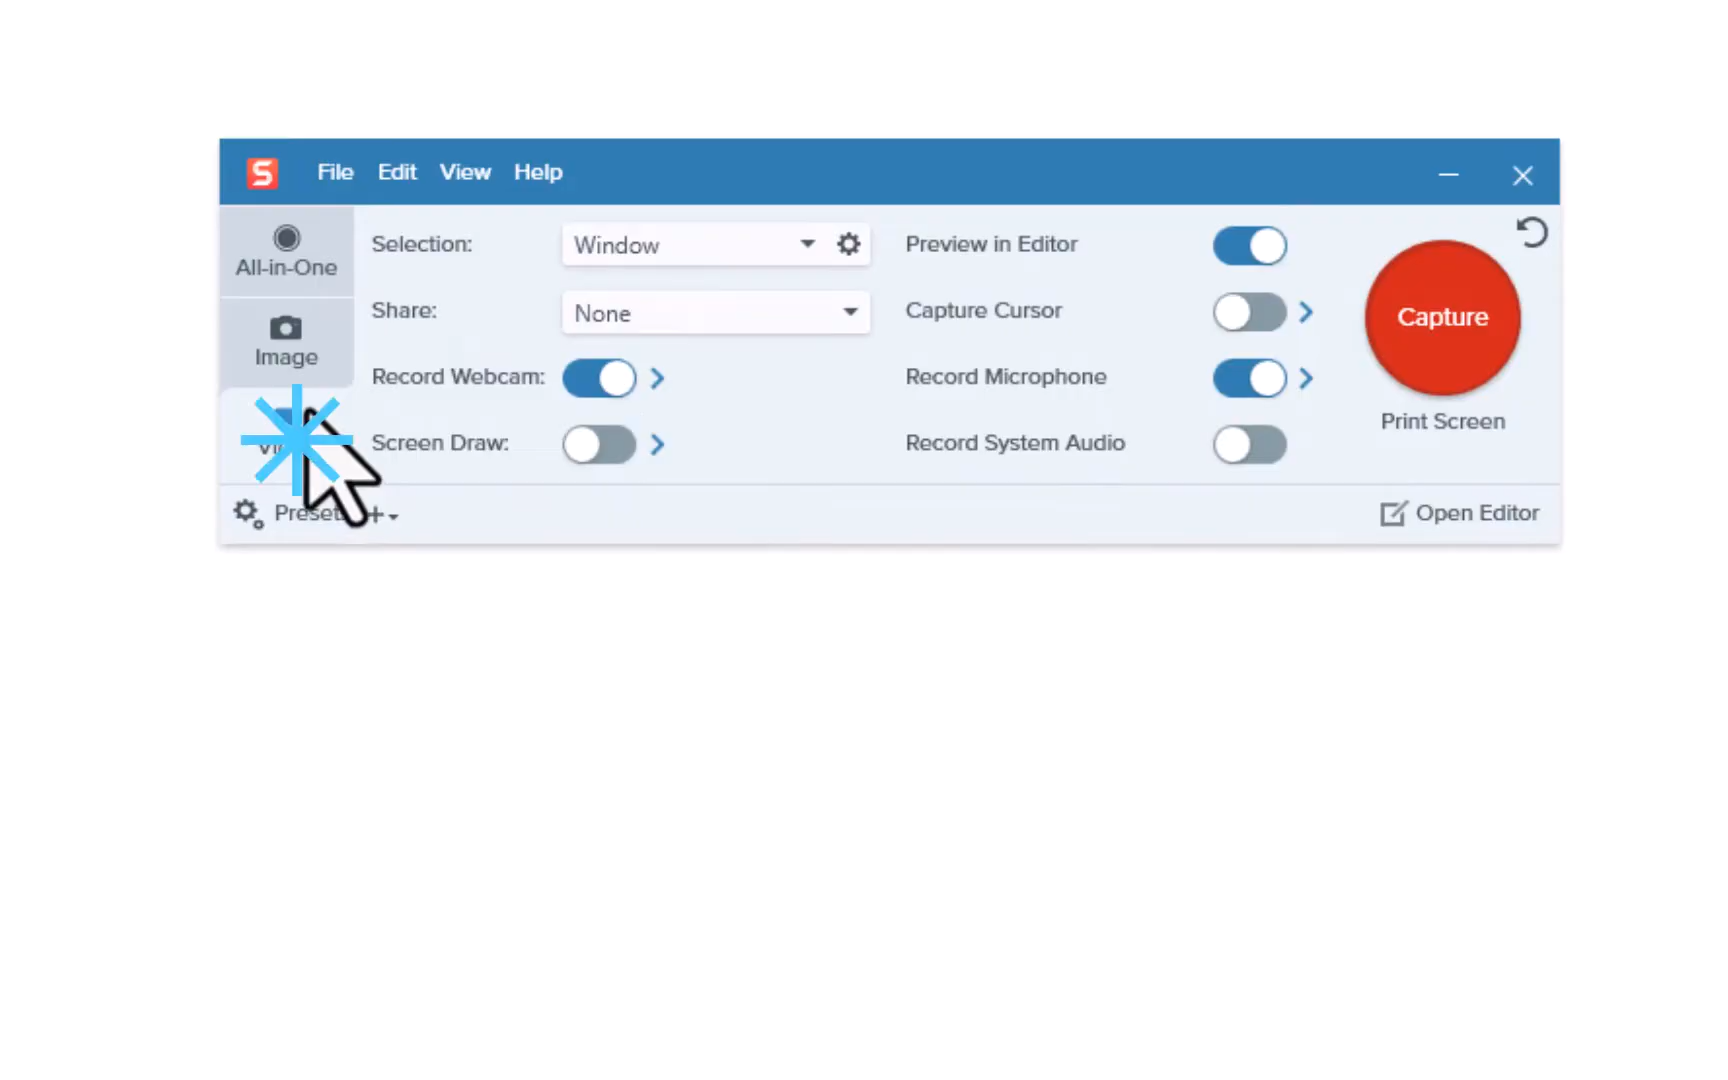 S File Edit View Help
All-in-One
Image
Selection: Window
Share: None
Record Webcam:
Screen Draw:
Preview in Editor
Capture Cursor
Record Microphone
Record System Audio
Capture
Print Screen
Open Editor